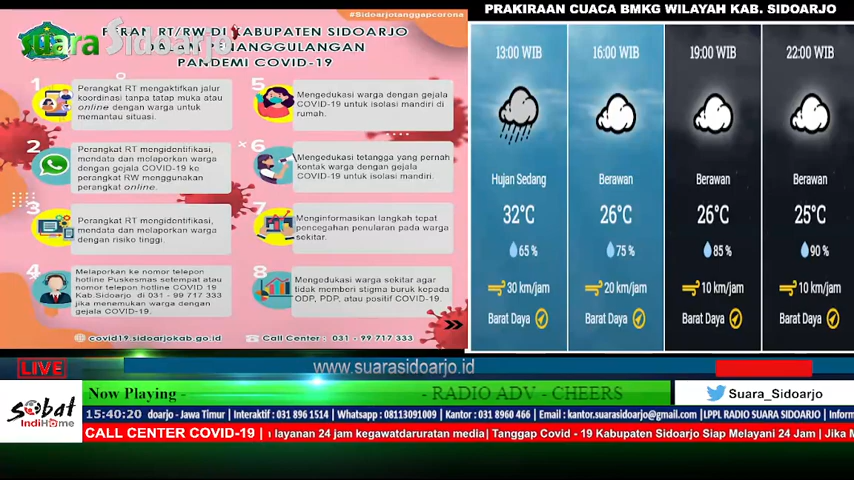 #Sidoarjotanggapcorona
PERAN RT/RW DI KABUPATEN SIDOARJO
DALAM PENANGGULANGAN
PANDEMI COVID-19
suara Sidoarjo
1
Perangkat RT mengaktifkan jalur
koordinasi tanpa tatap muka atau
online dengan warga untuk
memantau situasi.
2
Perangkat RT mengidentifikasi,
mendata dan molaporkan warga
dengan gejala COVID-19 ke
perangkat RW menggunakan
perangkat online.
3
Perangkat RT mengidentifikasi,
mendata dan melaporkan warga
dengan risiko tinggi.
4
Melaporkan ke nomor telepon
hotline Puskesmas setempat atau
nomor telepon hotline COVID 19
Kab.Sidoarjo di 031 - 99 717 333
jika menemukan warga dengan
gejala COVID-19.
5
Mengedukasi warga dengan gejala
COVID-19 untuk isolasi mandiri di
rumah.
6
Mengedukasi tetangga yang pernah
kontak warga dengan gejala
COVID-19 untuk isolasi mandiri.
7
Menginformasikan langkah tepat
pencegahan penularan pada warga
sekitar.
8
Mengedukasi warga sekitar agar
tidak memberi stigma buruk kepada
ODP, PDP, atau positif COVID-19.
covid19.sidoarjokab.go.id
Call Center : 031 - 99 717 333
PRAKIRAAN CUACA BMKG WILAYAH KAB. SIDOARJO
13:00 WIB
Hujan Sedang
32°C
65 %
30 km/jam
Barat Daya
16:00 WIB
Berawan
26°C
75 %
20 km/jam
Barat Daya
19:00 WIB
Berawan
26°C
85 %
10 km/jam
Barat Daya
22:00 WIB
Berawan
25°C
90 %
10 km/jam
Barat Daya
LIVE
www.suarasidoarjo.id
Now Playing -
- RADIO ADV - CHEERS
Suara_Sidoarjo
sobat
IndiHome
15:40:20 doarjo - Jawa Timur | Interaktif : 031 896 1514 | Whatsapp : 08113091009 | Kantor : 031 8960 466 | Email : kantor.suarasidoarjo@gmail.com |LPPL RADIO SUARA SIDOARJO | Inform
CALL CENTER COVID-19 | layanan 24 jam kegawatdaruratan media| Tanggap Covid - 19 Kabupaten Sidoarjo Siap Melayani 24 Jam | Jika M